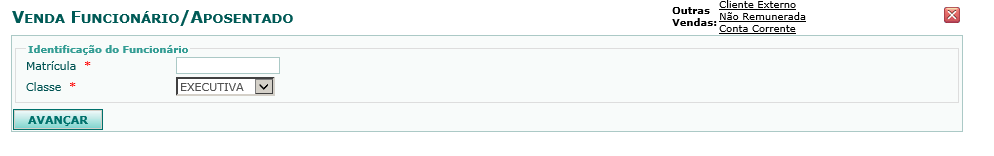 VENDA FUNCIONÁRIO/APOSENTADO
Outras Vendas:
Cliente Externo
Não Remunerada
Conta Corrente
Identificação do Funcionário
Matrícula *
Classe * EXECUTIVA
AVANÇAR